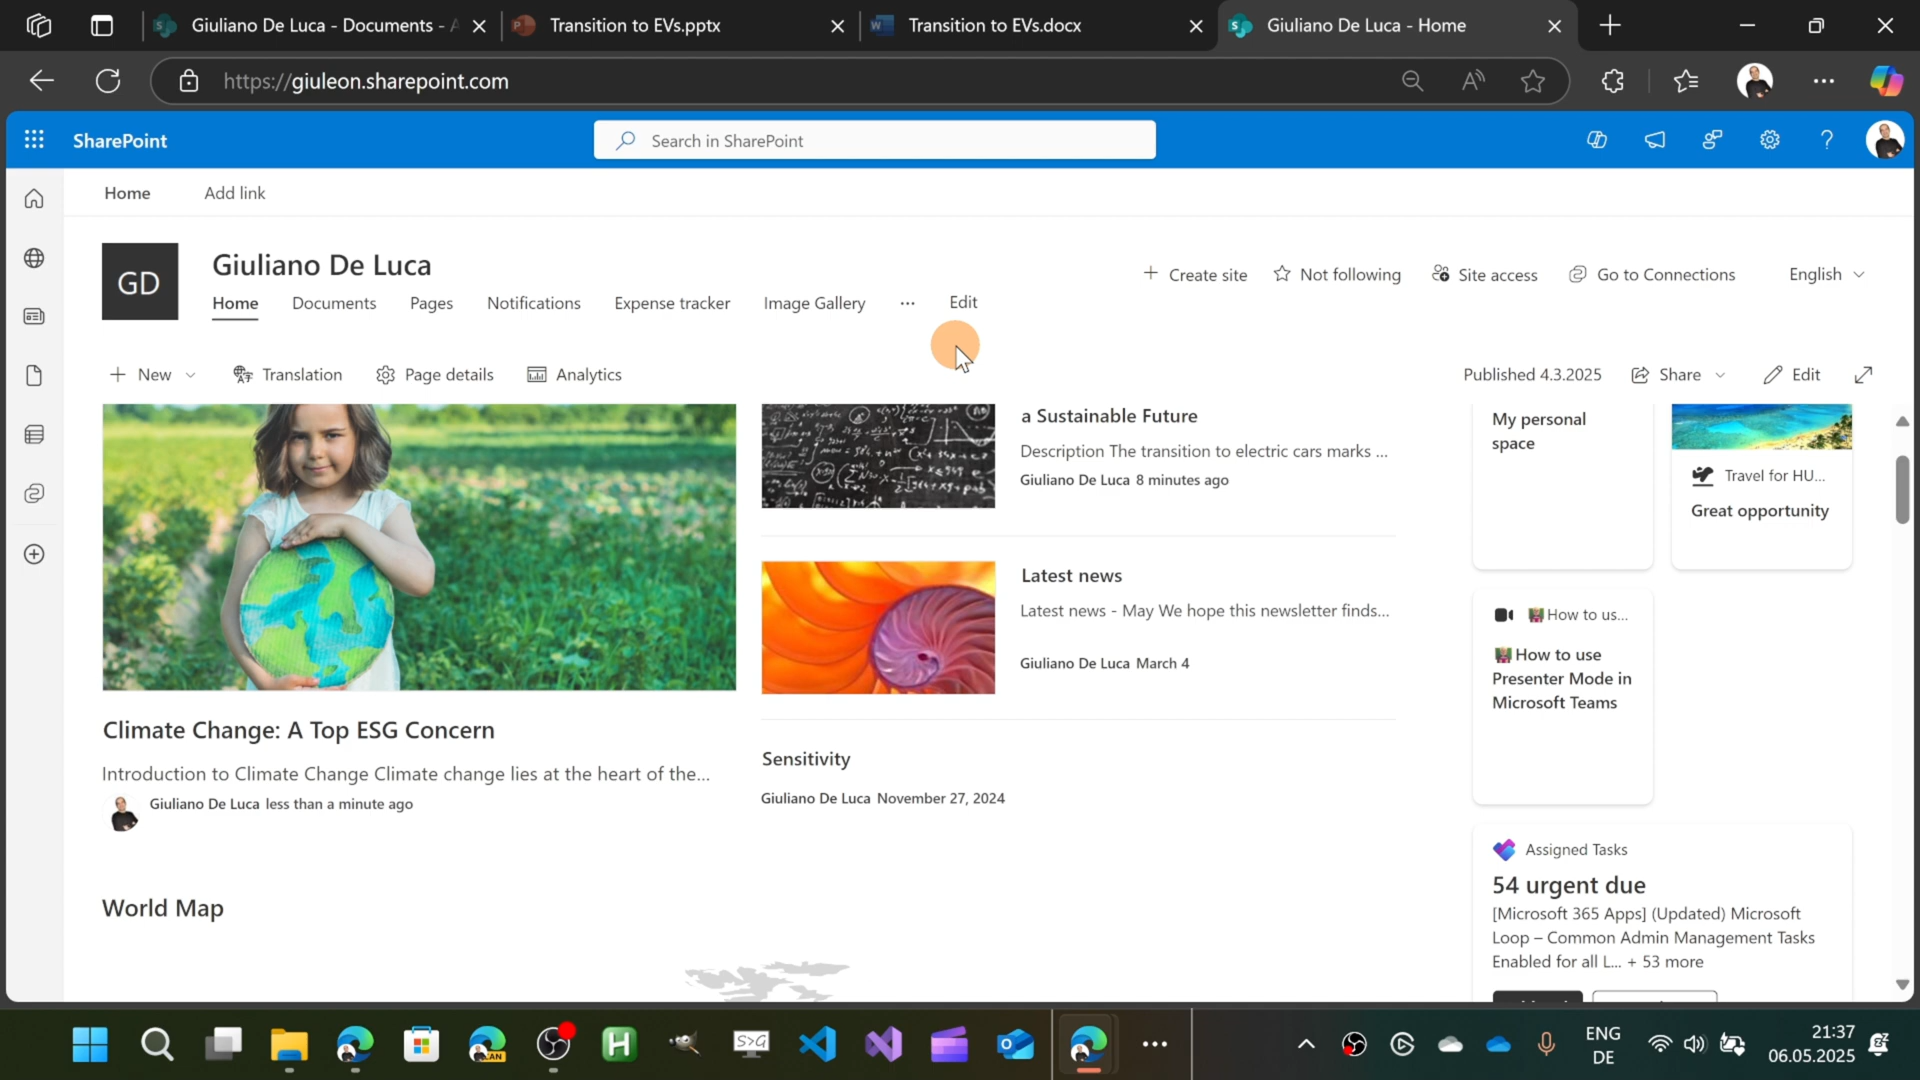 Giuliano De Luca - Documents - A
Transition to EVs.pptx
Transition to EVs.docx
Giuliano De Luca - Home
https://giuleon.sharepoint.com
SharePoint
Search in SharePoint
Home
Add link
GD
Giuliano De Luca
Home
Documents
Pages
Notifications
Expense tracker
Image Gallery
Edit
Create site
Not following
Site access
Go to Connections
English
New
Translation
Page details
Analytics
Published 4.3.2025
Share
Edit
Climate Change: A Top ESG Concern
Introduction to Climate Change Climate change lies at the heart of the...
Giuliano De Luca less than a minute ago
a Sustainable Future
Description The transition to electric cars marks ...
Giuliano De Luca 8 minutes ago
Latest news
Latest news - May We hope this newsletter finds...
Giuliano De Luca March 4
Sensitivity
Giuliano De Luca November 27, 2024
World Map
My personal
space
Travel for HU...
Great opportunity
How to us...
How to use
Presenter Mode in
Microsoft Teams
Assigned Tasks
54 urgent due
[Microsoft 365 Apps] (Updated) Microsoft
Loop – Common Admin Management Tasks
Enabled for all L... + 53 more
CAN
H
S>G
ENG
DE
21:37
06.05.2025